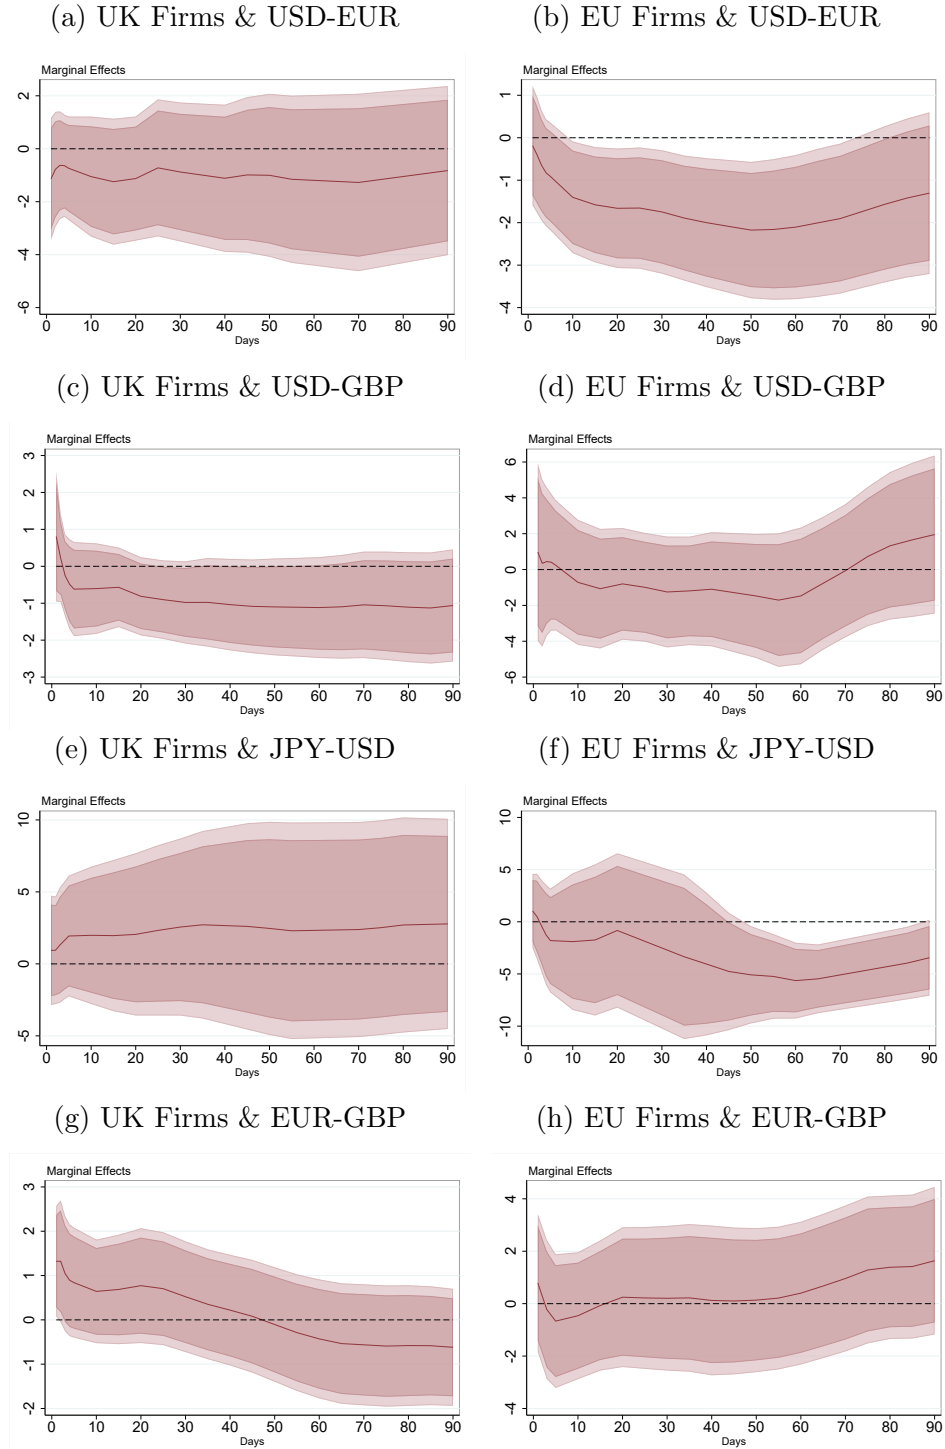 (a) UK Firms & USD-EUR
Marginal Effects
2
0
-2
-4
-6
0 10 20 30 40 50 60 70 80 90
Days
(b) EU Firms & USD-EUR
Marginal Effects
1
0
-1
-2
-3
-4
0 10 20 30 40 50 60 70 80 90
Days
(c) UK Firms & USD-GBP
Marginal Effects
3
2
1
0
-1
-2
-3
0 10 20 30 40 50 60 70 80 90
Days
(d) EU Firms & USD-GBP
Marginal Effects
6
4
2
0
-2
-4
-6
0 10 20 30 40 50 60 70 80 90
Days
(e) UK Firms & JPY-USD
Marginal Effects
10
5
0
-5
0 10 20 30 40 50 60 70 80 90
Days
(f) EU Firms & JPY-USD
Marginal Effects
10
5
0
-5
-10
0 10 20 30 40 50 60 70 80 90
Days
(g) UK Firms & EUR-GBP
Marginal Effects
3
2
1
0
-1
-2
0 10 20 30 40 50 60 70 80 90
Days
(h) EU Firms & EUR-GBP
Marginal Effects
4
2
0
-2
-4
0 10 20 30 40 50 60 70 80 90
Days